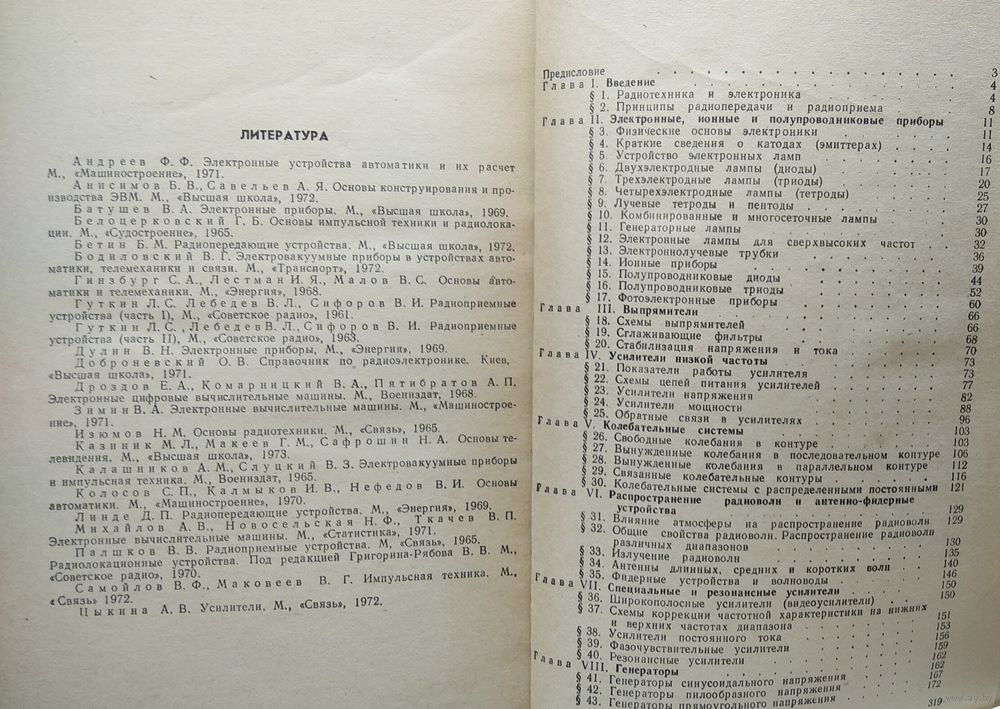 ЛИТЕРАТУРА
Андреев Ф. Ф. Электронные устройства автоматики и их расчет
М., «Машиностроение», 1971.
Анисимов Б. В., Савельев А. Я. Основы конструирования и про-
изводства ЭВМ. М., «Высшая школа», 1972.
Батушев В. А. Электронные приборы. М., «Высшая школа», 1969.
Белоцерковский Г. Б. Основы импульсной техники и радиолока-
ции. М., «Судостроение», 1965.
Бетин Б. М. Радиопередающие устройства. М., «Высшая школа», 1972.
Бодиловский В. Г. Электровакуумные приборы в устройствах авто-
матики, телемеханики и связи. М., «Транспорт», 1972.
Гинзбург С. А., Лестман И. Я., Малов В. С. Основы авто-
матики и телемеханики. М., «Энергия», 1968.
Гуткин Л. С. Лебедев В. Л., Сифоров В. И. Радиоприемные
устройства (часть I), М., «Советское радио», 1961.
Гуткин Л. С., Лебедев В. Л., Сифоров В. И. Радиоприемные
устройства (часть II), М., «Советское радио», 1963.
Дулин В. Н. Электронные приборы, М., «Энергия», 1969.
Доброневский О. В. Справочник по радиоэлектронике. Киев,
«Высшая школа», 1971.
Дроздов Е. А., Комарницкий В. А., Пятибратов А. П.
Электронные цифровые вычислительные машины. М., Воениздат, 1968.
Зимин В. А. Электронные вычислительные машины. М., «Машинострое-
ние», 1971.
Изюмов Н. М. Основы радиотехники. М., «Связь», 1965.
Казинник М. Л., Макеев Г. М., Сафрошин Н. А. Основы те-
левидения. М., «Высшая школа», 1973.
Калашников А. М., Слуцкий В. З. Электровакуумные приборы
и импульсная техника. М., Воениздат, 1965.
Колосов С. П., Калмыков И. В., Нефедов В. И. Основы
автоматики. М., «Машиностроение», 1970.
Линде Д. П. Радиопередающие устройства. М., «Энергия», 1969.
Михайлов А. В., Новосельская Н. Ф., Ткачев В. П.
Электронные вычислительные машины. М., «Статистика», 1971.
Палшков В. В. Радиоприемные устройства. М, «Связь», 1965.
Радиолокационные устройства. Под редакцией Григорина-Рябова В. В., М.,
«Советское радио», 1970.
Самойлов В. Ф., Маковеев В. Г. Импульсная техника. М.,
«Связь» 1972.
Цыкина А. В. Усилители. М., «Связь», 1972.
Предисловие 3
Глава I. Введение 4
§ 1. Радиотехника и электроника 4
§ 2. Принципы радиопередачи и радиоприема 8
Глава II. Электронные, ионные и полупроводниковые приборы 11
§ 3. Физические основы электроники 11
§ 4. Краткие сведения о катодах (эмиттерах) 14
§ 5. Устройство электронных ламп 16
§ 6. Двухэлектродные лампы (диоды) 17
§ 7. Трехэлектродные лампы (триоды) 20
§ 8. Четырехэлектродные лампы (тетроды) 25
§ 9. Лучевые тетроды и пентоды 27
§ 10. Комбинированные и многосеточные лампы 30
§ 11. Генераторные лампы 30
§ 12. Электронные лампы для сверхвысоких частот 32
§ 13. Электроннолучевые трубки 36
§ 14. Ионные приборы 39
§ 15. Полупроводниковые диоды 44
§ 16. Полупроводниковые триоды 52
§ 17. Фотоэлектронные приборы 60
Глава III. Выпрямители 66
§ 18. Схемы выпрямителей 66
§ 19. Сглаживающие фильтры 68
§ 20. Стабилизация напряжения и тока 70
Глава IV. Усилители низкой частоты 73
§ 21. Показатели работы усилителя 73
§ 22. Схемы цепей питания усилителей 77
§ 23. Усилители напряжения 82
§ 24. Усилители мощности 88
§ 25. Обратные связи в усилителях 96
Глава V. Колебательные системы 103
§ 26. Свободные колебания в контуре 103
§ 27. Вынужденные колебания в последовательном контуре 106
§ 28. Вынужденные колебания в параллельном контуре 112
§ 29. Связанные колебательные контуры 116
§ 30. Колебательные системы с распределенными постоянными 121
Глава VI. Распространение радиоволн и антенно-фидерные
устройства 129
§ 31. Влияние атмосферы на распространение радиоволн 129
§ 32. Общие свойства радиоволн. Распространение радиоволн
различных диапазонов 130
§ 33. Излучение радиоволн 135
§ 34. Антенны длинных, средних и коротких волн 140
§ 35. Фидерные устройства и волноводы 146
Глава VII. Специальные и резонансные усилители 150
§ 36. Широкополосные усилители (видеоусилители) 150
§ 37. Схемы коррекции частотной характеристики на нижних
и верхних частотах диапазона 151
§ 38. Усилители постоянного тока 153
§ 39. Фазочувствительные усилители 156
§ 40. Резонансные усилители 159
Глава VIII. Генераторы 162
§ 41. Генераторы синусоидального напряжения 162
§ 42. Генераторы пилообразного напряжения 167
§ 43. Генераторы прямоугольного напряжения 172
319